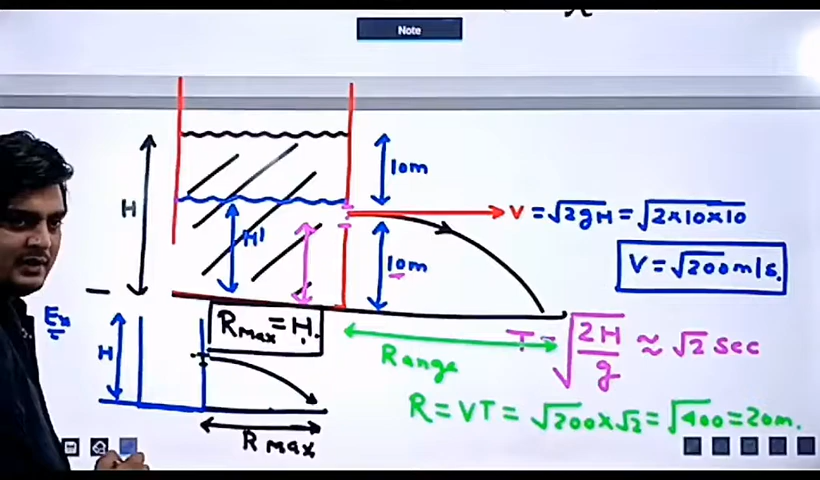 Note
10m
H
V = √2gH = √2×10×10
H'
10m
V = √200 m/s.
Ex
Rmax = H.
T = √2H/g ≈ √2 sec
H
Range
R = VT = √200 × √2 = √400 = 20m.
R max